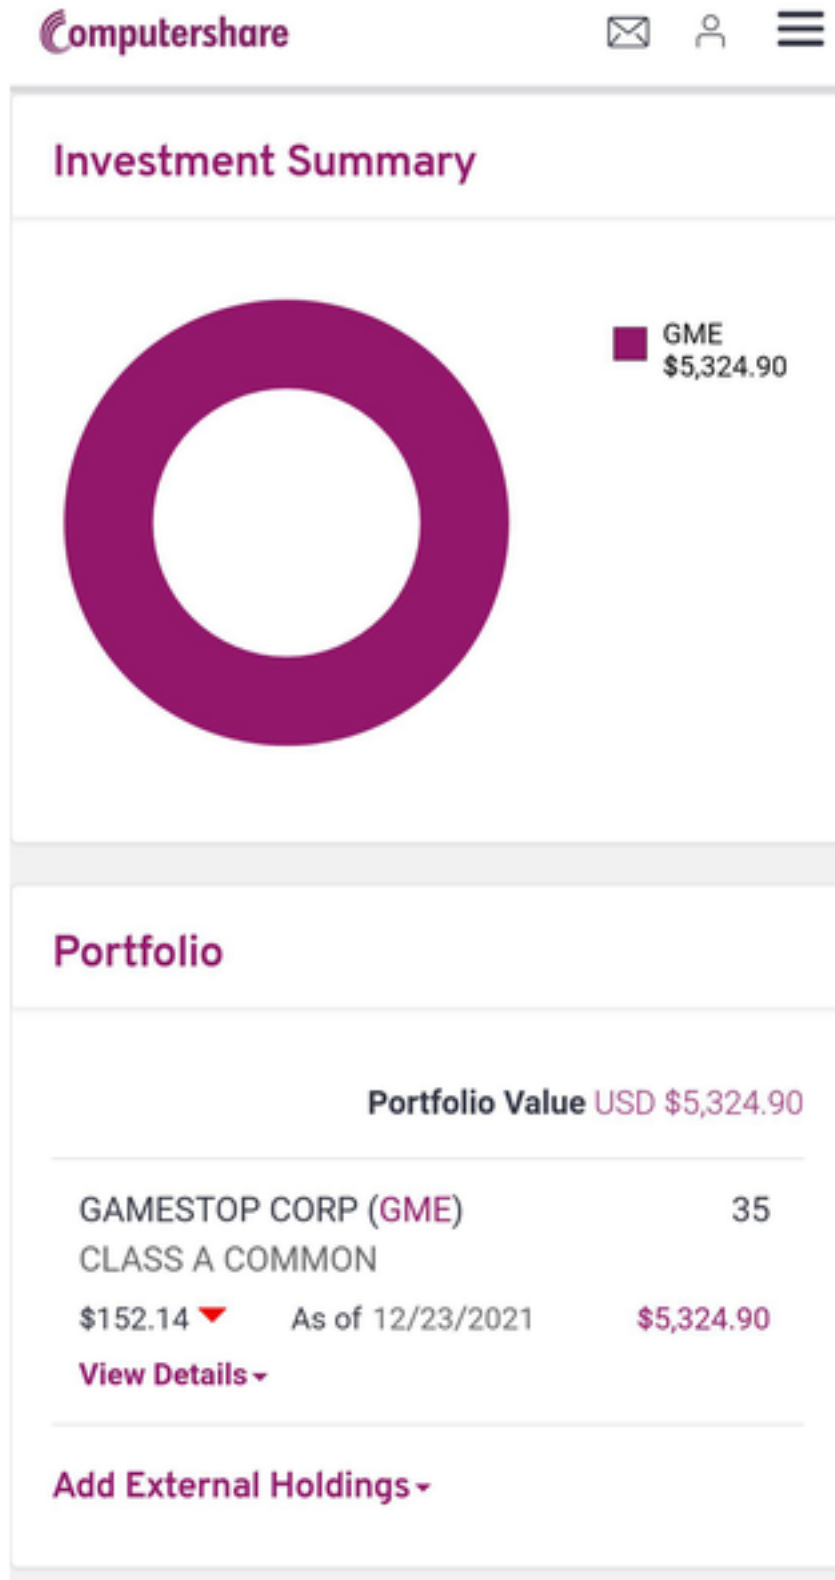 Computershare
Investment Summary
GME
$5,324.90
Portfolio
Portfolio Value USD $5,324.90
GAMESTOP CORP (GME) 35
CLASS A COMMON
$152.14 As of 12/23/2021 $5,324.90
View Details
Add External Holdings